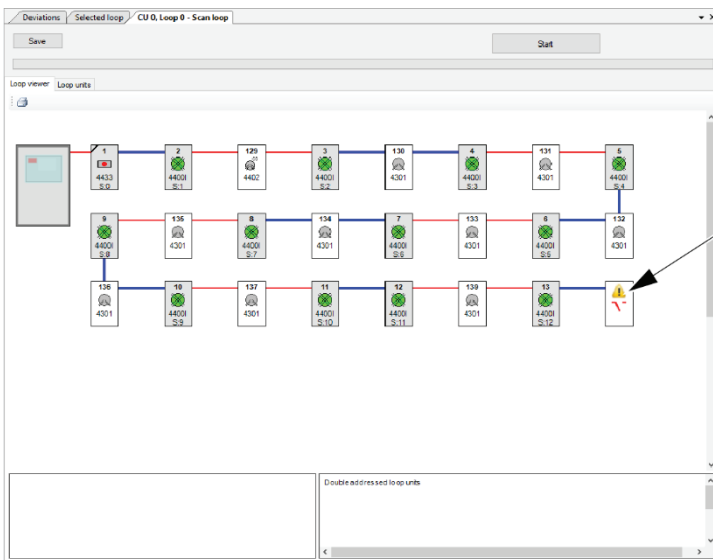 Deviations Selected loop CU 0, Loop 0 - Scan loop
Save Start
Loop viewer Loop units
1 2 129 3 130 4 131 5
4433 4400I 4402 4400I 4301 4400I 4301 4400I
S:0 S:1 S:2 S:3 S:4
9 135 8 134 7 133 6 132
4400I 4301 4400I 4301 4400I 4301 4400I 4301
S:8 S:7 S:6 S:5
136 10 137 11 12 139 13
4301 4400I 4301 4400I 4400I 4301 4400I
S:9 S:10 S:11 S:12
Double addressed loop units